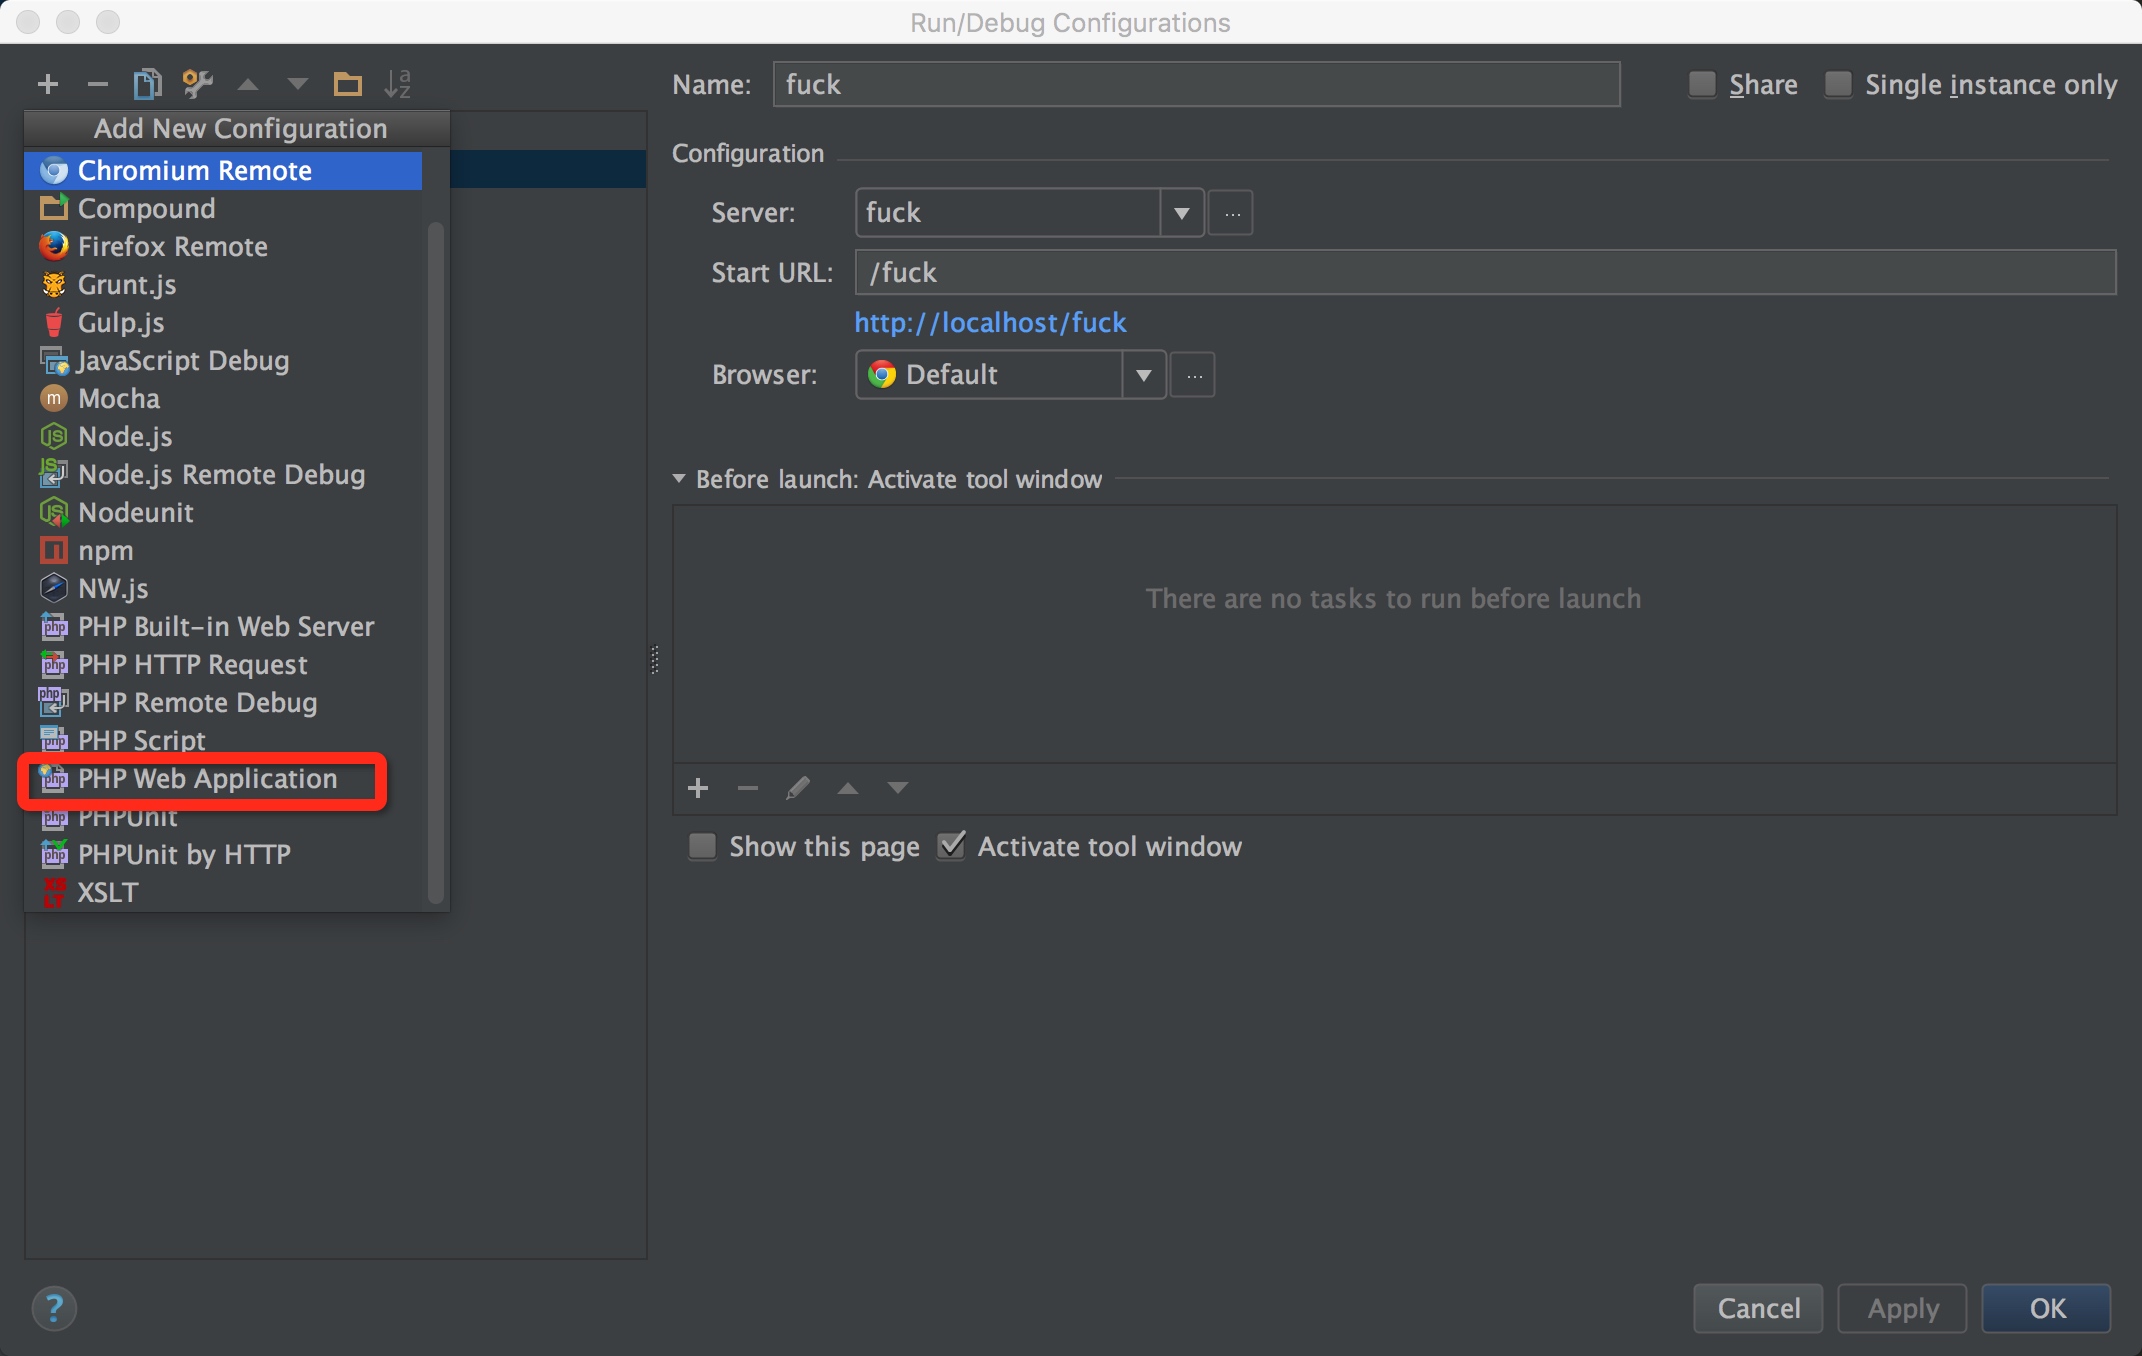 Run/Debug Configurations
Name: fuck Share Single instance only
Add New Configuration
Chromium Remote
Compound
Firefox Remote
Grunt.js
Gulp.js
JavaScript Debug
Mocha
Node.js
Node.js Remote Debug
Nodeunit
npm
NW.js
PHP Built-in Web Server
PHP HTTP Request
PHP Remote Debug
PHP Script
PHP Web Application
PHPUnit
PHPUnit by HTTP
XSLT
Configuration
Server: fuck ...
Start URL: /fuck
http://localhost/fuck
Browser: Default ...
Before launch: Activate tool window
There are no tasks to run before launch
Show this page Activate tool window
? Cancel Apply OK